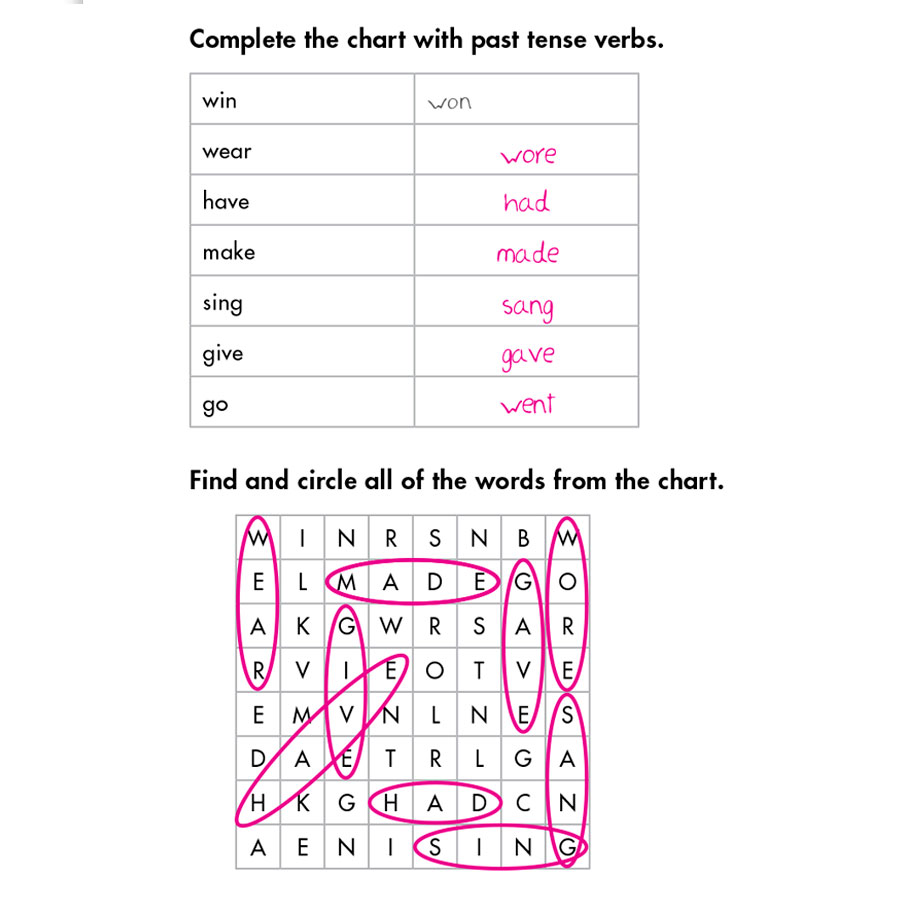 Complete the chart with past tense verbs.
win won
wear wore
have had
make made
sing sang
give gave
go went
Find and circle all of the words from the chart.
W I N R S N B W
E L M A D E G O
A K G W R S A R
R V I E O T V E
E M V N L N E S
D A E T R L G A
H K G H A D C N
A E N I S I N G